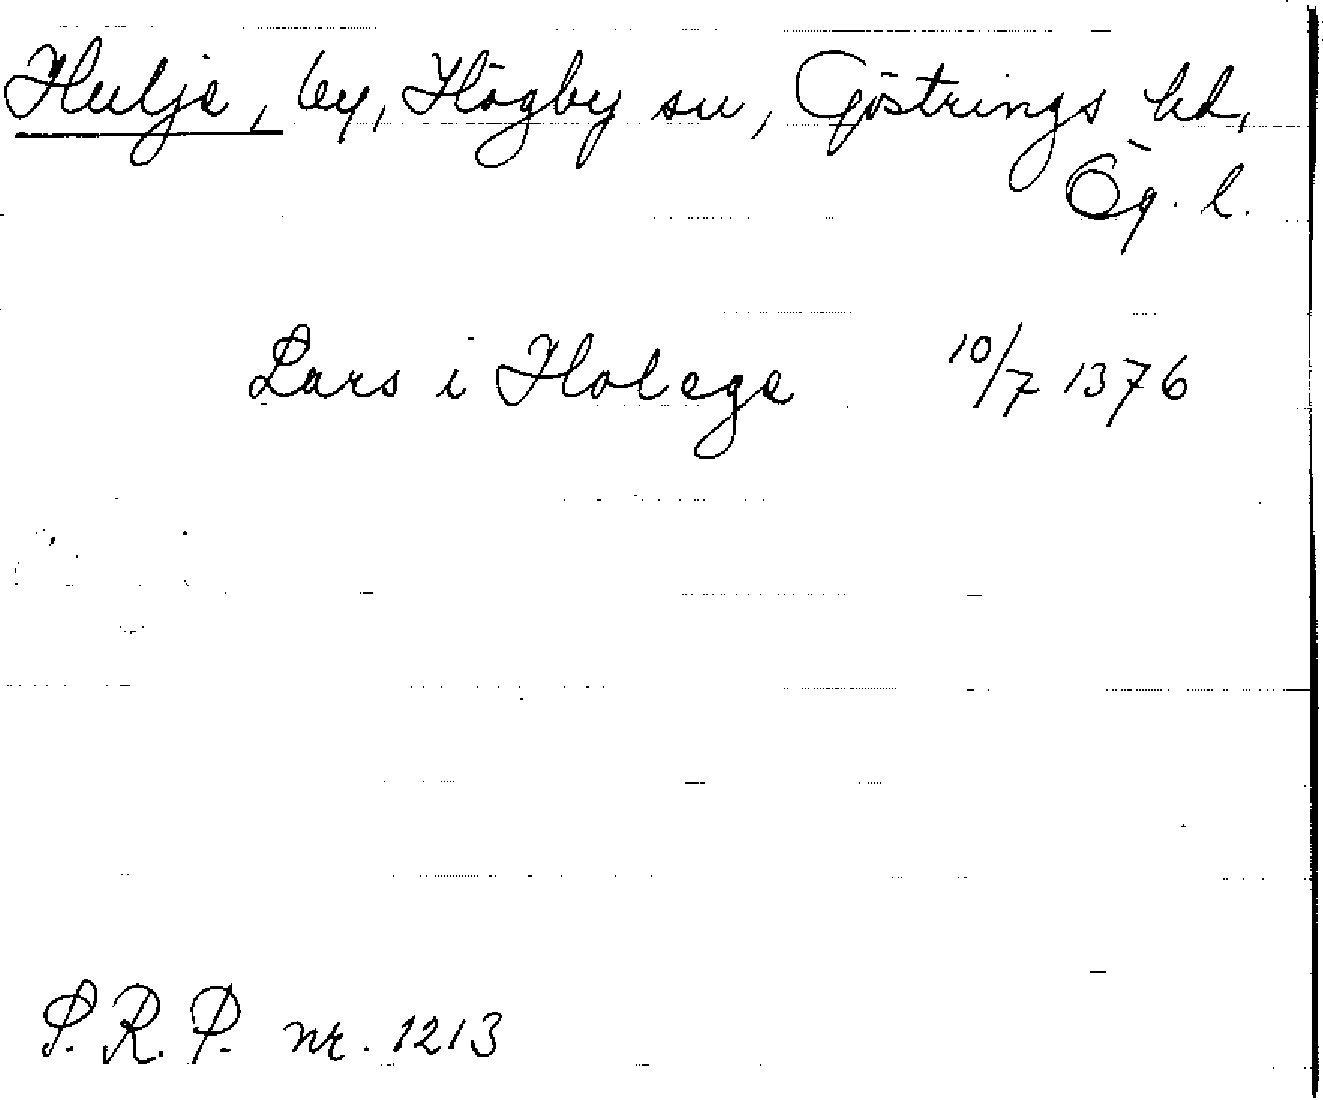 Hulje, by, Högby sn, Göstrings hd,
Ög. l.
Lars i Holege 10/7 1376
S.R.P. nr. 1213